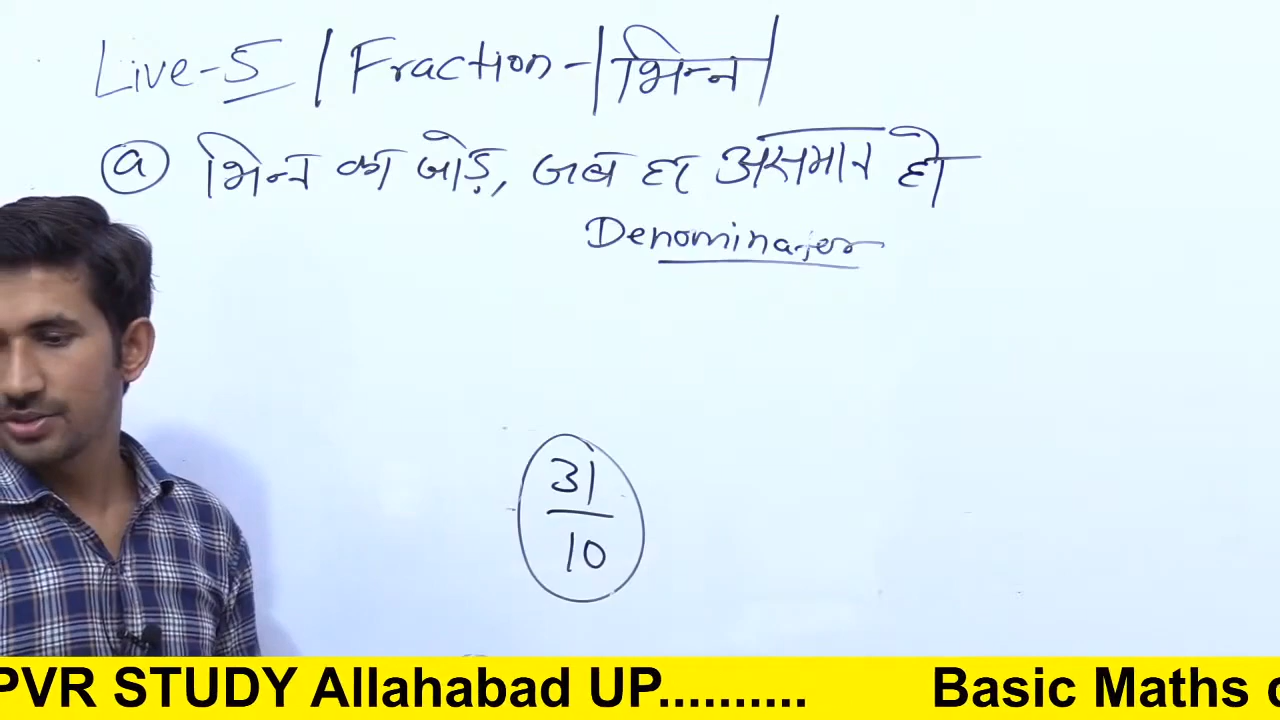 Live-5 / Fraction - | भिन्न |
(a) भिन्न का जोड़, जब हर असमान हो
Denominator
31
10
PVR STUDY Allahabad UP.......... Basic Maths